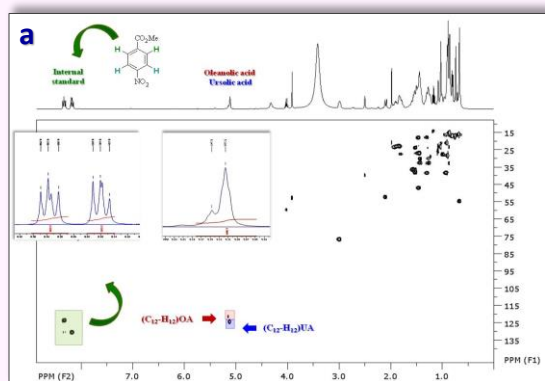 a
CO₂Me
H H
H H
NO₂
Internal
standard
Oleanolic acid
Ursolic acid
15
25
35
45
55
65
75
85
95
105
115
125
135
(C₁₂-H₁₂)OA
(C₁₂-H₁₂)UA
PPM (F2) 7.0 6.0 5.0 4.0 3.0 2.0 1.0 PPM (F1)